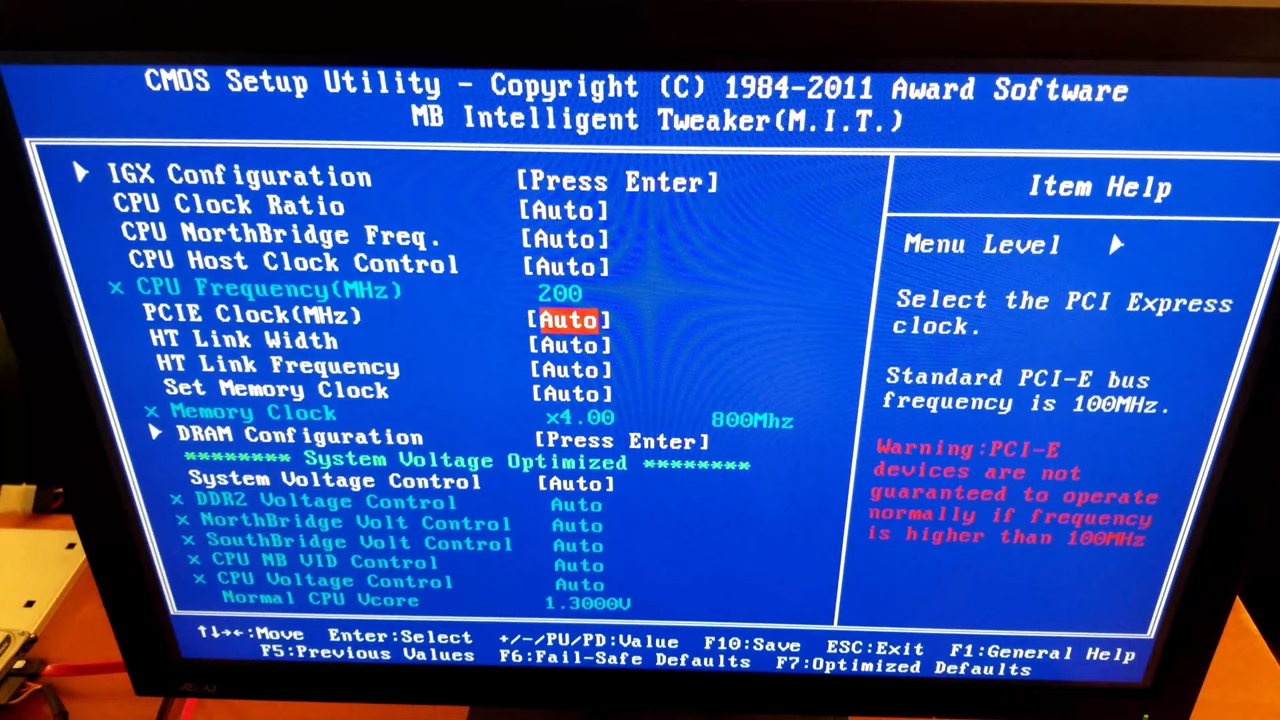 CMOS Setup Utility - Copyright (C) 1984-2011 Award Software
MB Intelligent Tweaker(M.I.T.)
IGX Configuration [Press Enter]
CPU Clock Ratio [Auto]
CPU NorthBridge Freq. [Auto]
CPU Host Clock Control [Auto]
x CPU Frequency(MHz) 200
PCIE Clock(MHz) [Auto]
HT Link Width [Auto]
HT Link Frequency [Auto]
Set Memory Clock [Auto]
x Memory Clock x4.00 800Mhz
DRAM Configuration [Press Enter]
******** System Voltage Optimized ********
System Voltage Control [Auto]
x DDR2 Voltage Control Auto
x NorthBridge Volt Control Auto
x SouthBridge Volt Control Auto
x CPU NB VID Control Auto
x CPU Voltage Control Auto
Normal CPU Vcore 1.3000V
Item Help
Menu Level
Select the PCI Express
clock.
Standard PCI-E bus
frequency is 100MHz.
Warning:PCI-E
devices are not
guaranteed to operate
normally if frequency
is higher than 100MHz
↑↓→←:Move Enter:Select +/-/PU/PD:Value F10:Save ESC:Exit F1:General Help
F5:Previous Values F6:Fail-Safe Defaults F7:Optimized Defaults